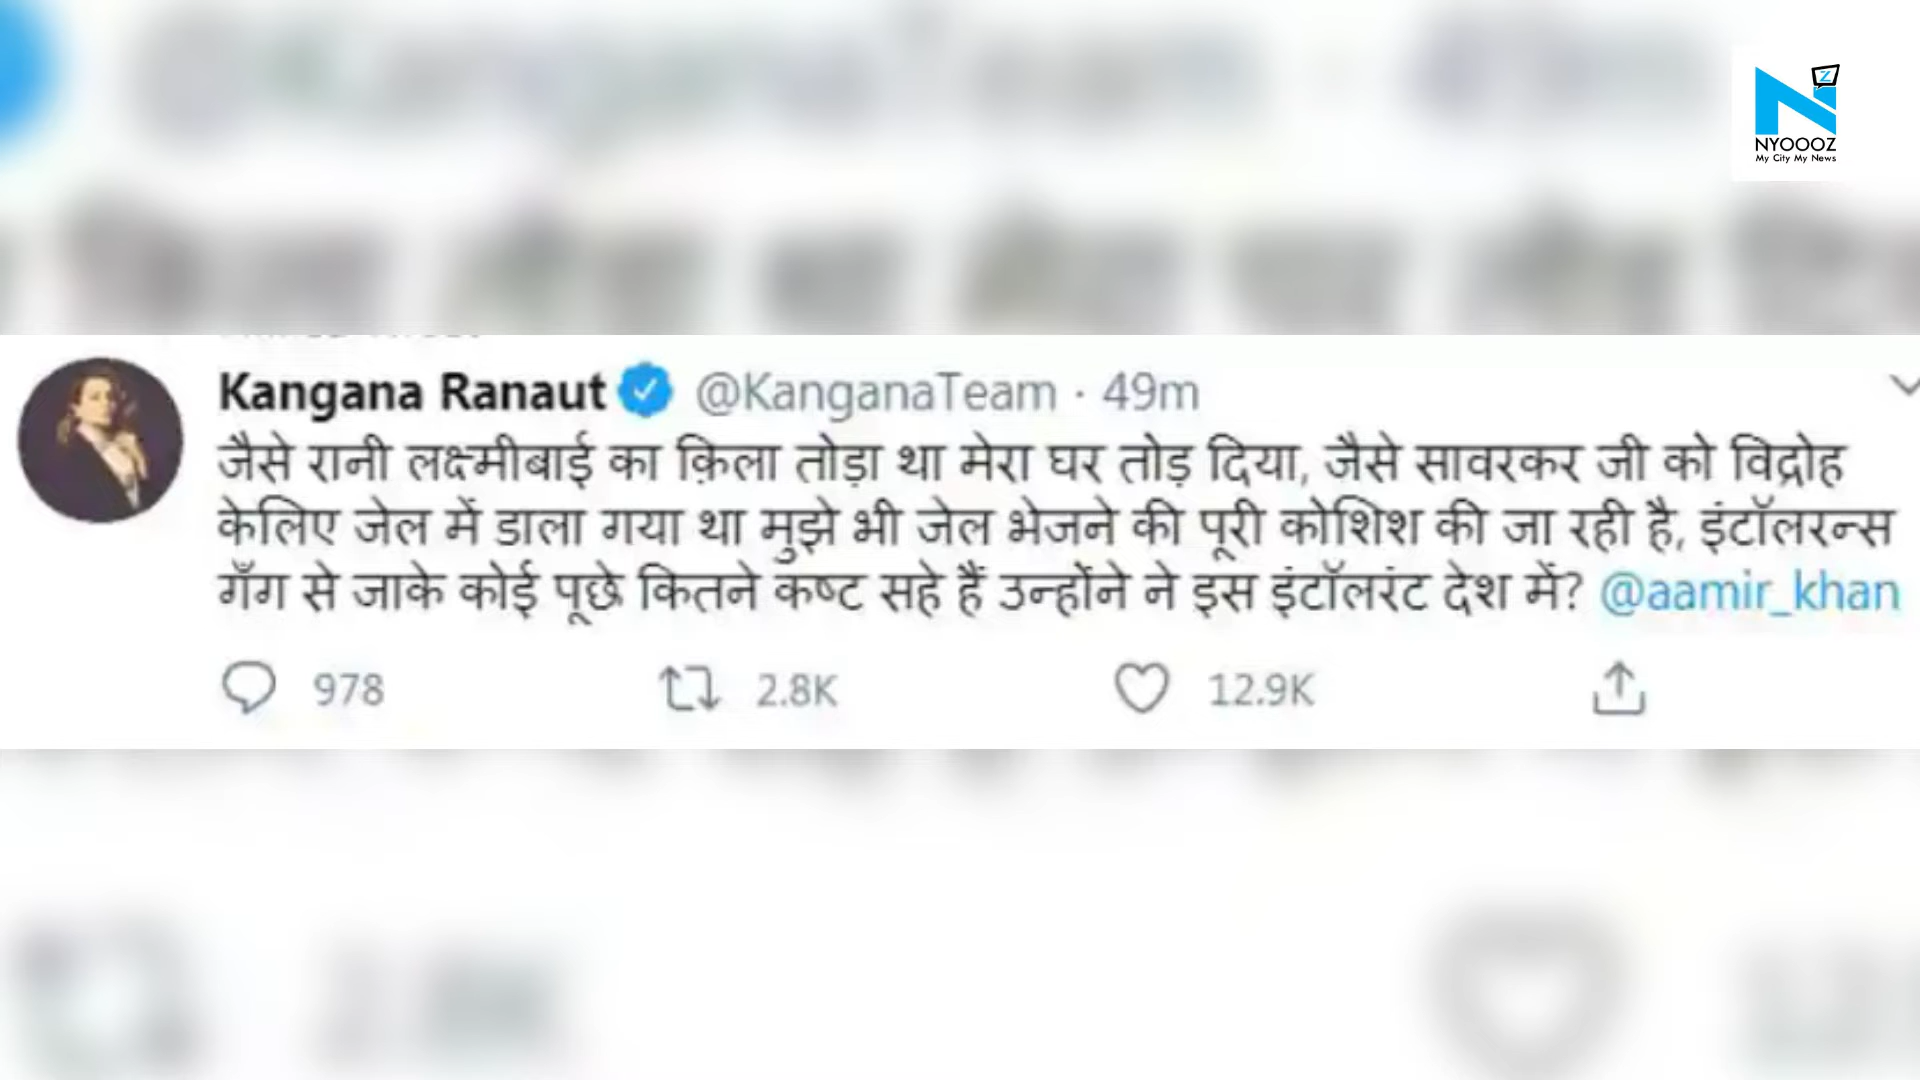 NYOOOZ
My City My News
Kangana Ranaut @KanganaTeam · 49m
जैसे रानी लक्ष्मीबाई का क़िला तोड़ा था मेरा घर तोड़ दिया, जैसे सावरकर जी को विद्रोह
केलिए जेल में डाला गया था मुझे भी जेल भेजने की पूरी कोशिश की जा रही है, इंटॉलरन्स
गैंग से जाके कोई पूछे कितने कष्ट सहे हैं उन्होंने ने इस इंटॉलरंट देश में? @aamir_khan
978 2.8K 12.9K